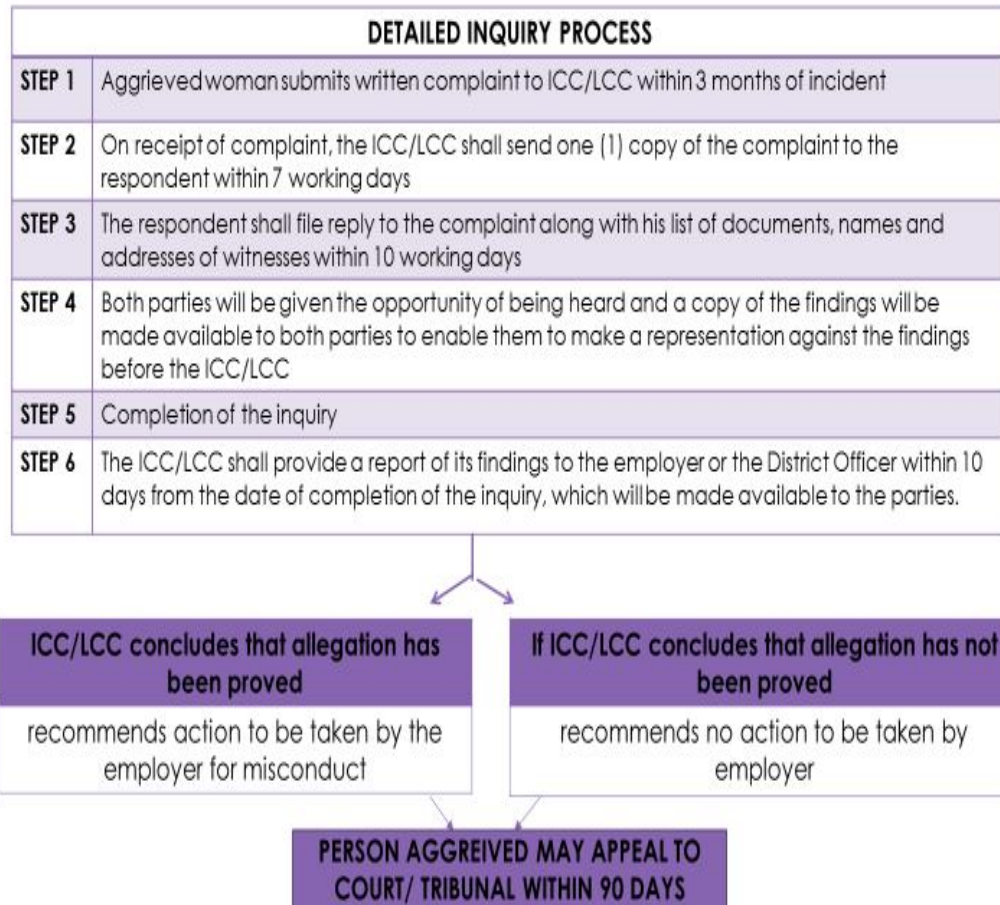 DETAILED INQUIRY PROCESS
STEP 1 Aggrieved woman submits written complaint to ICC/LCC within 3 months of incident
STEP 2 On receipt of complaint, the ICC/LCC shall send one (1) copy of the complaint to the
respondent within 7 working days
STEP 3 The respondent shall file reply to the complaint along with his list of documents, names and
addresses of witnesses within 10 working days
STEP 4 Both parties will be given the opportunity of being heard and a copy of the findings will be
made available to both parties to enable them to make a representation against the findings
before the ICC/LCC
STEP 5 Completion of the inquiry
STEP 6 The ICC/LCC shall provide a report of its findings to the employer or the District Officer within 10
days from the date of completion of the inquiry, which will be made available to the parties.
ICC/LCC concludes that allegation has
been proved
recommends action to be taken by the
employer for misconduct
If ICC/LCC concludes that allegation has not
been proved
recommends no action to be taken by
employer
PERSON AGGREIVED MAY APPEAL TO
COURT/ TRIBUNAL WITHIN 90 DAYS